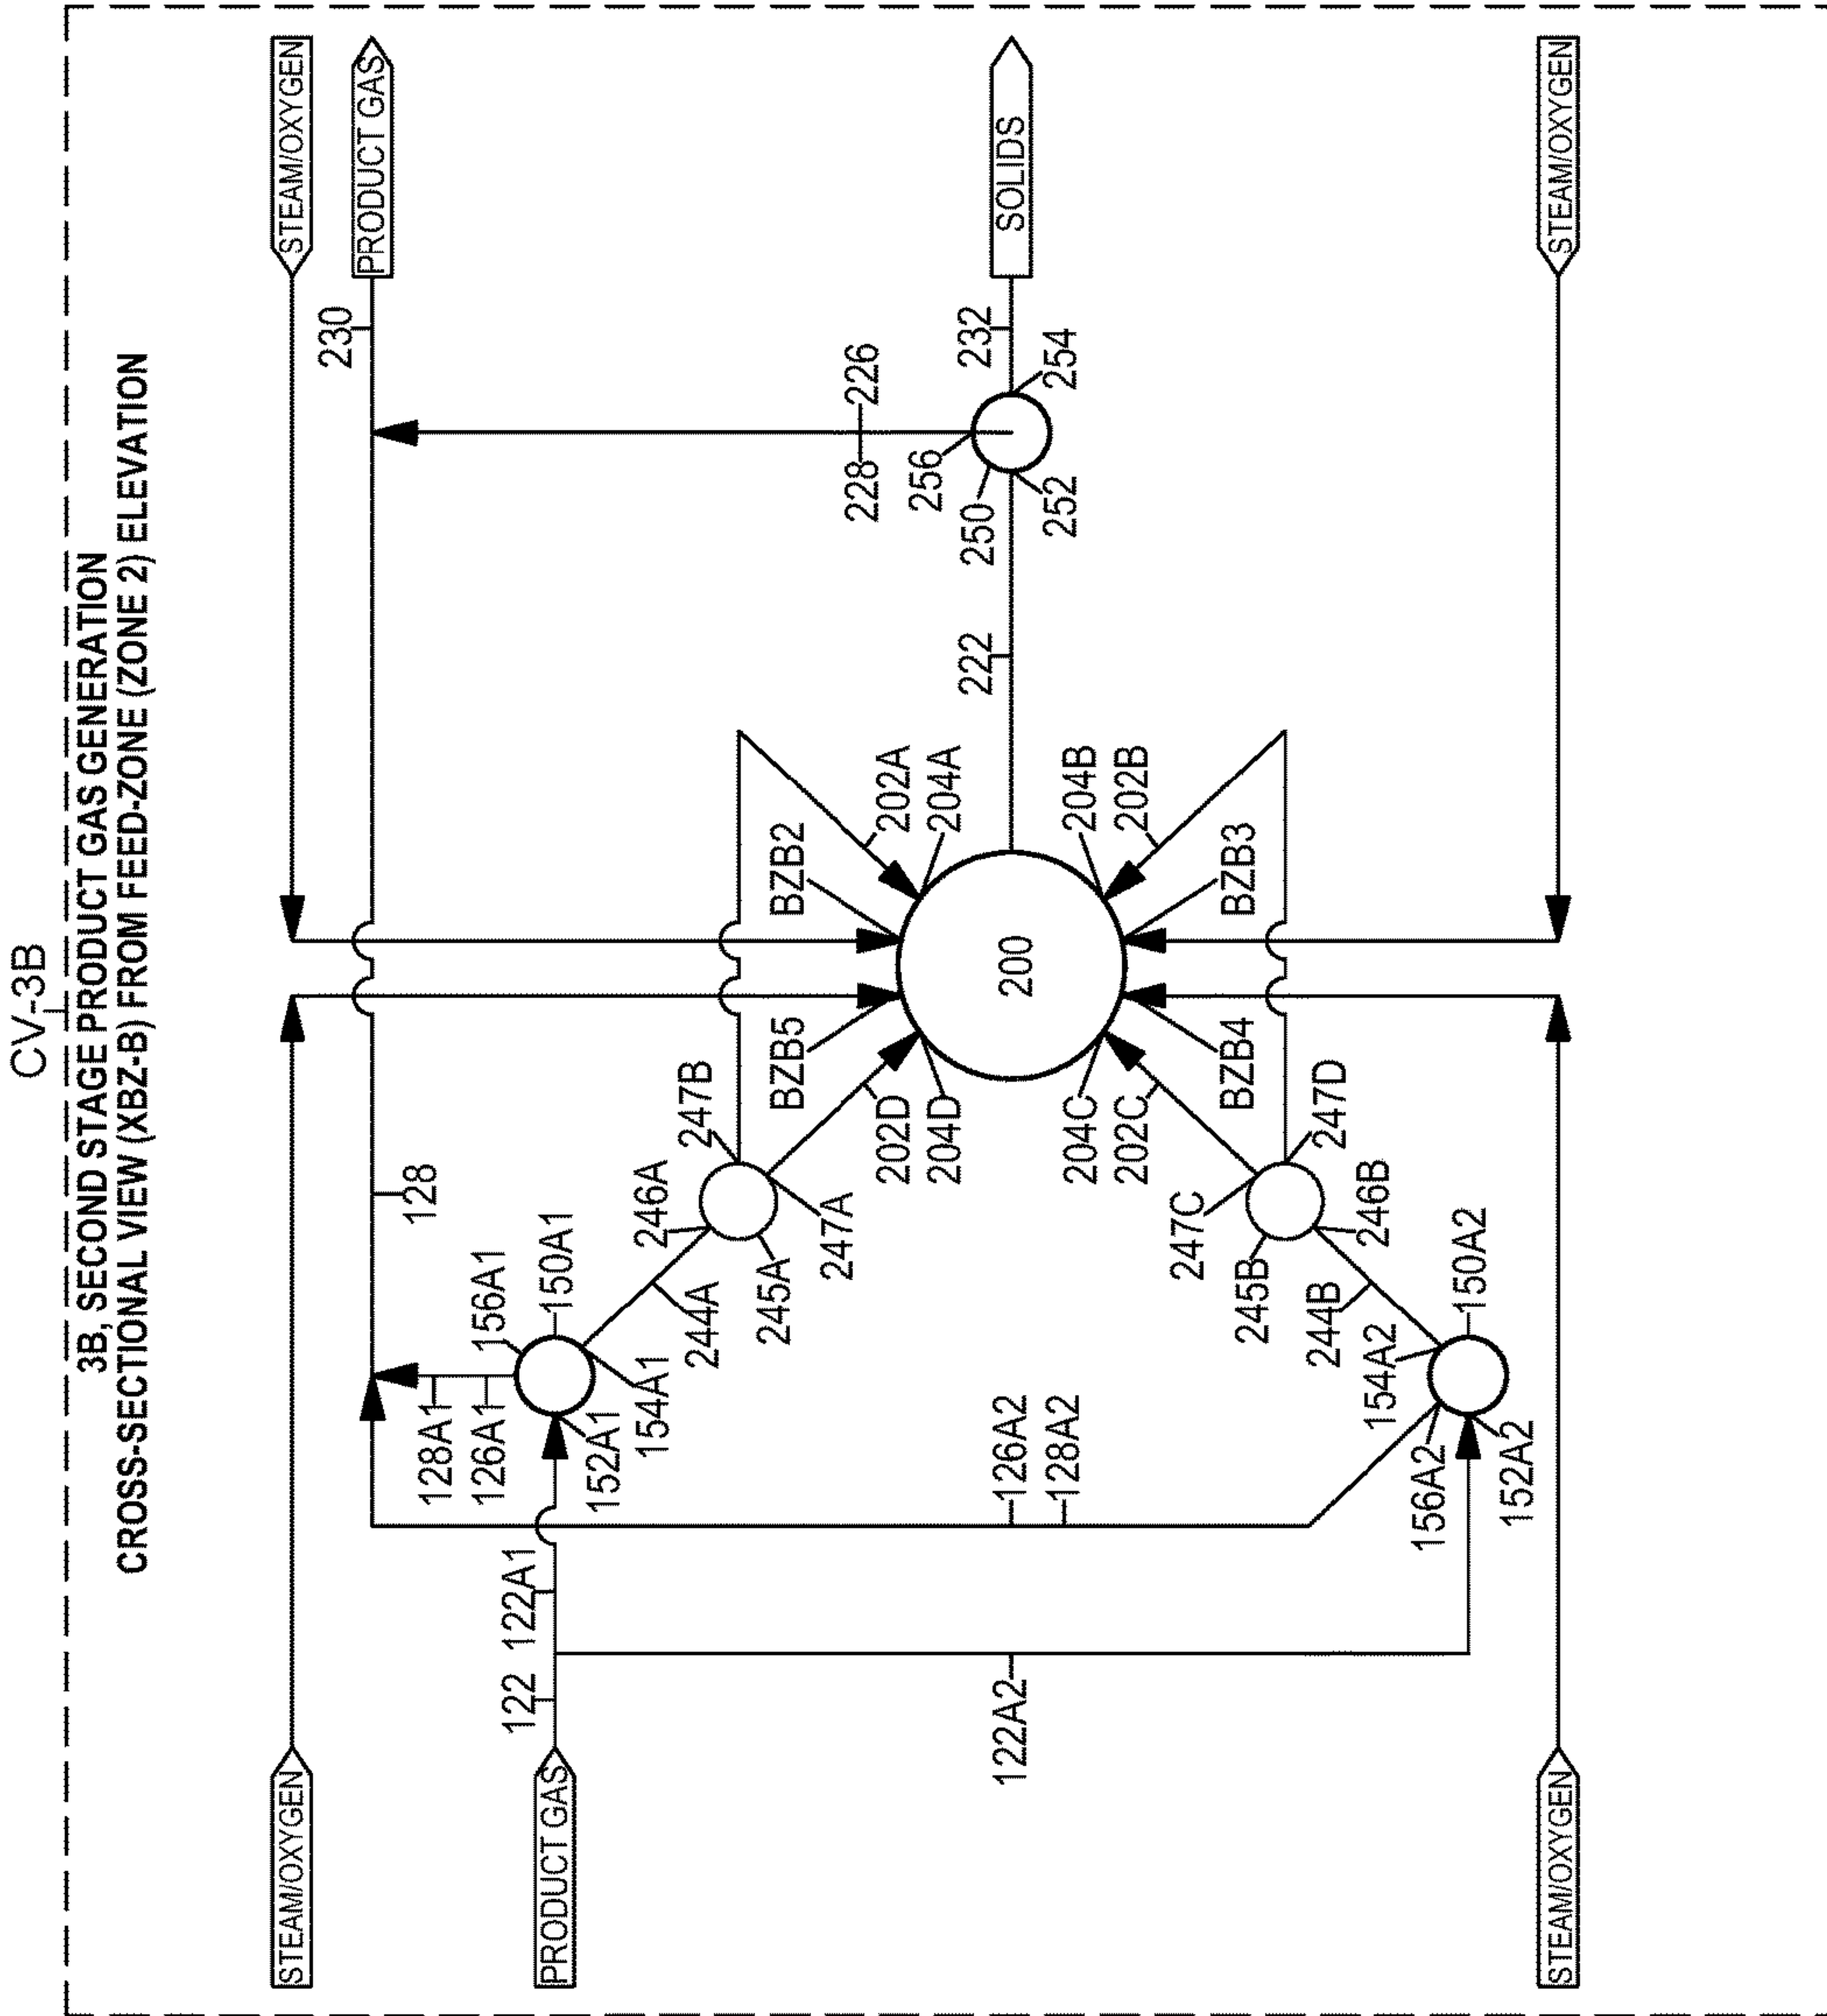 CV-3B
3B, SECOND STAGE PRODUCT GAS GENERATION
CROSS-SECTIONAL VIEW (XBZ-B) FROM FEED-ZONE (ZONE 2) ELEVATION
STEAM/OXYGEN
STEAM/OXYGEN
PRODUCT GAS
230
128
128A1
126A1
156A1
150A1
122
122A1
PRODUCT GAS
152A1
154A1
244A
246A
245A
247B
247A
BZB5
BZB2
202D
204D
202A
204A
228
226
256
250
222
232
SOLIDS
252
254
200
122A2
126A2
128A2
204C
202C
204B
202B
BZB4
BZB3
247C
247D
245B
246B
244B
154A2
150A2
156A2
152A2
STEAM/OXYGEN
STEAM/OXYGEN